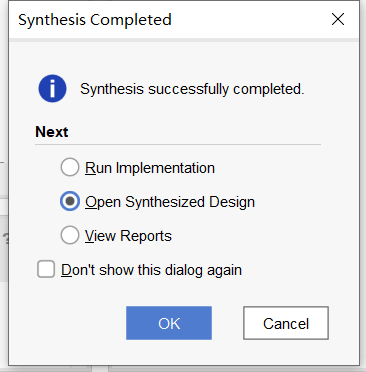 Synthesis Completed
Synthesis successfully completed.
Next
Run Implementation
Open Synthesized Design
View Reports
Don't show this dialog again
OK
Cancel